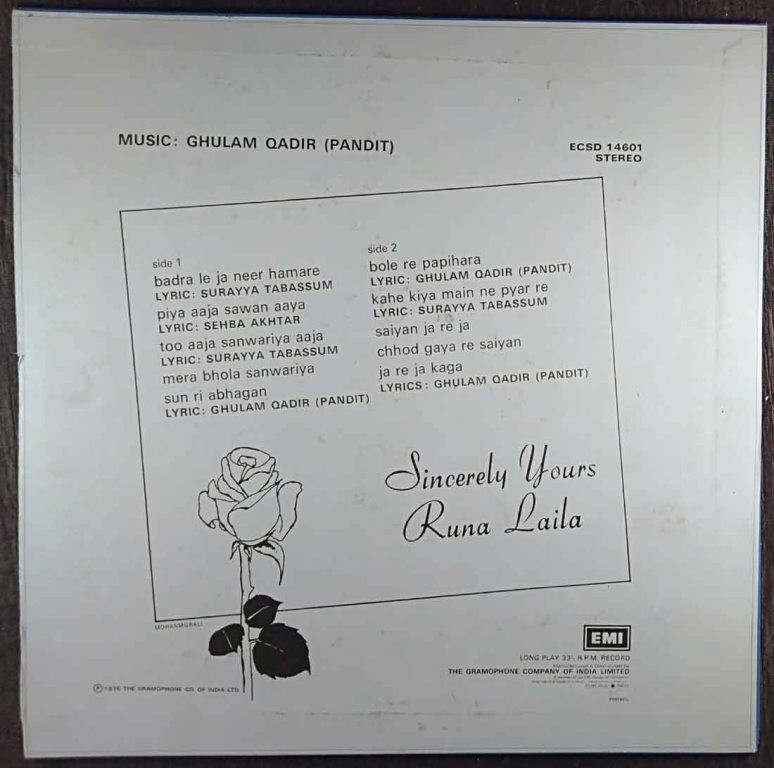 MUSIC: GHULAM QADIR (PANDIT)
ECSD 14601
STEREO
side 1
badra le ja neer hamare
LYRIC: SURAYYA TABASSUM
piya aaja sawan aaya
LYRIC: SEHBA AKHTAR
too aaja sanwariya aaja
LYRIC: SURAYYA TABASSUM
mera bhola sanwariya
sun ri abhagan
LYRIC: GHULAM QADIR (PANDIT)
side 2
bole re papihara
LYRIC: GHULAM QADIR (PANDIT)
kahe kiya main ne pyar re
LYRIC: SURAYYA TABASSUM
saiyan ja re ja
chhod gaya re saiyan
ja re ja kaga
LYRICS: GHULAM QADIR (PANDIT)
Sincerely Yours
Runa Laila
MOHANMURALI
EMI
LONG PLAY 33⅓ R.P.M. RECORD
Manufactured & Distributed by
THE GRAMOPHONE COMPANY OF INDIA LIMITED
℗ 1976 THE GRAMOPHONE CO OF INDIA LTD